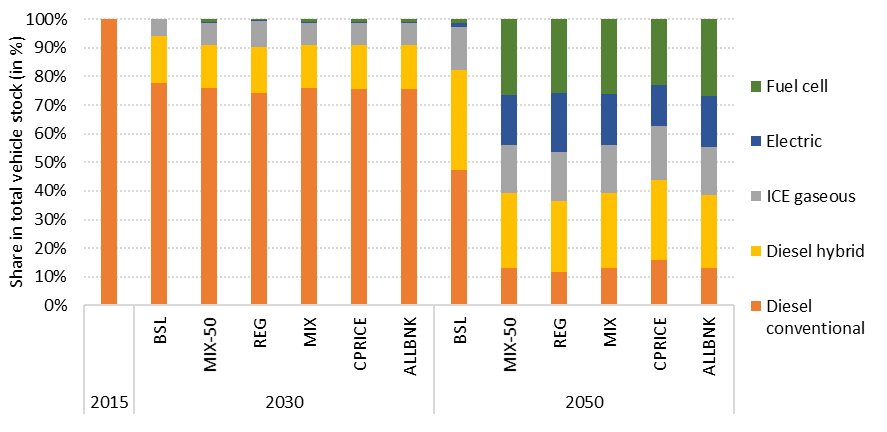 Share in total vehicle stock (in %)
100%
90%
80%
70%
60%
50%
40%
30%
20%
10%
0%
BSL
MIX-50
REG
MIX
CPRICE
ALLBNK
BSL
MIX-50
REG
MIX
CPRICE
ALLBNK
2015
2030
2050
Fuel cell
Electric
ICE gaseous
Diesel hybrid
Diesel
conventional